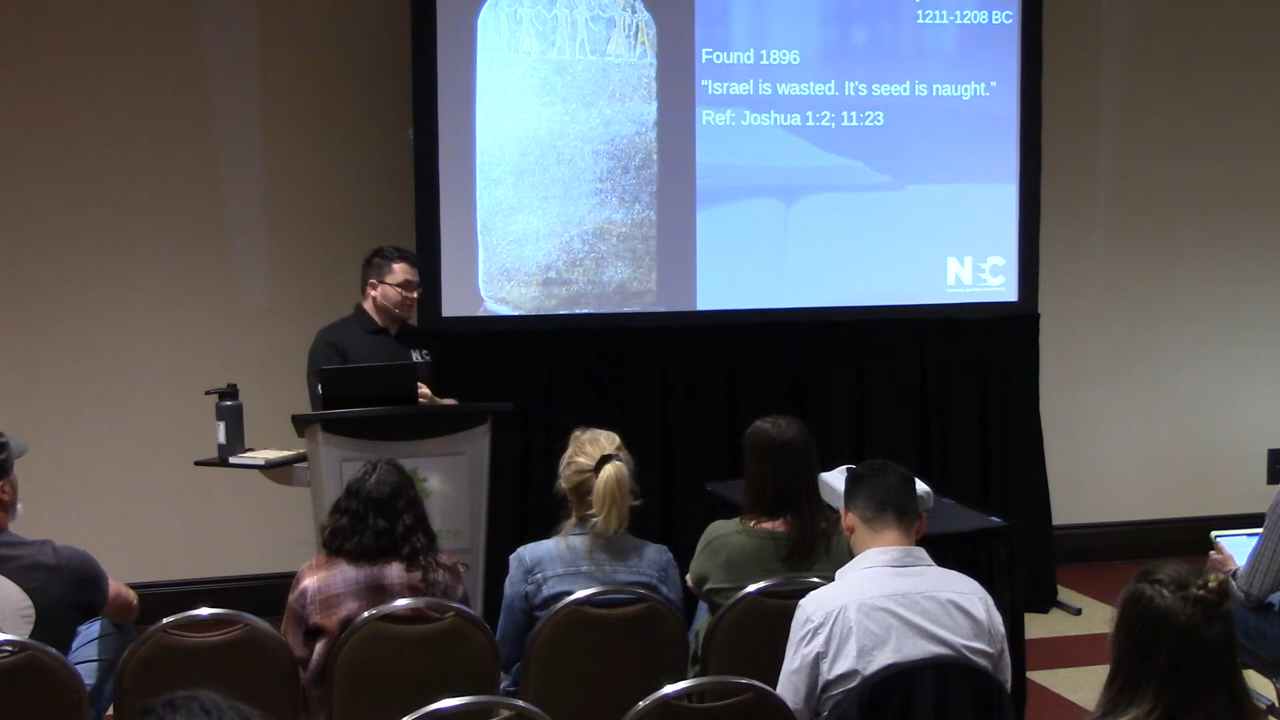 1211-1208 BC
Found 1896
“Israel is wasted. It’s seed is naught.”
Ref: Joshua 1:2; 11:23
NEC